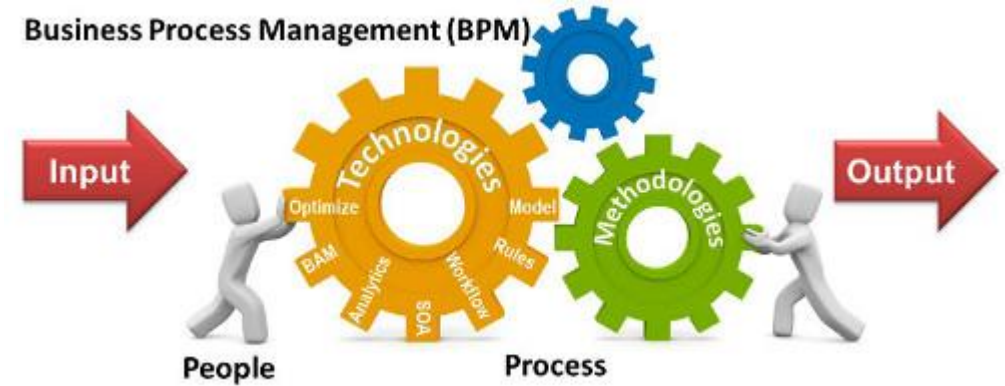 Business Process Management (BPM)
Input
Technologies
Optimize
BAM
Analytics
SOA
Workflow
Rules
Model
Methodologies
Output
People
Process